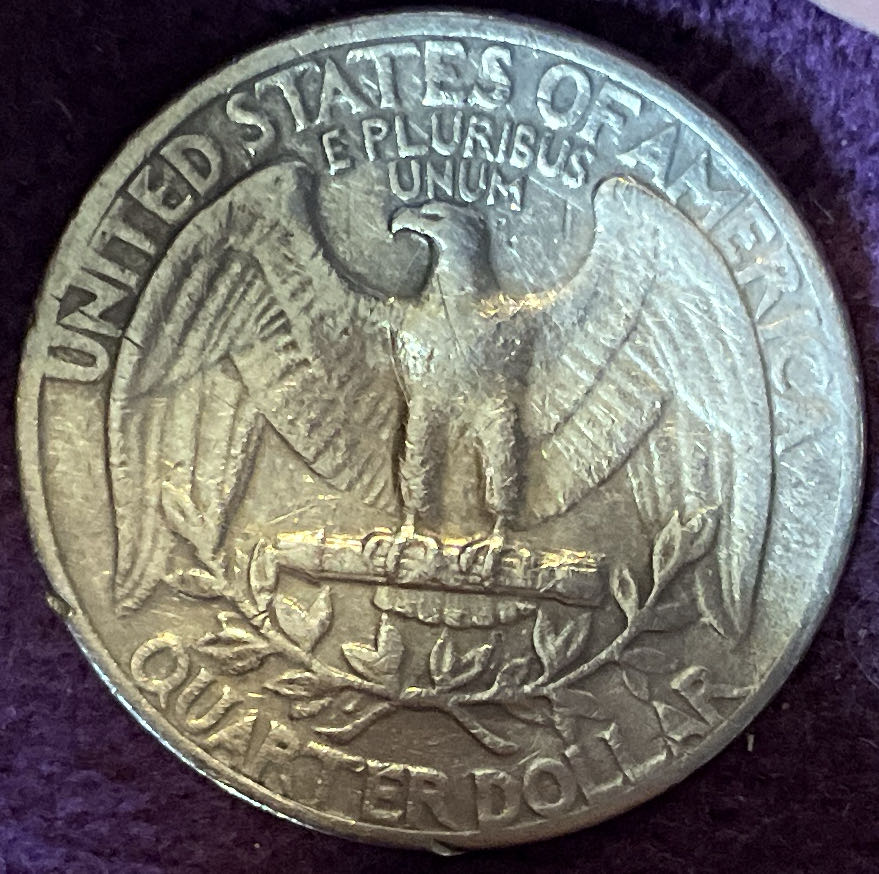 UNITED STATES OF AMERICA
E PLURIBUS
UNUM
QUARTER DOLLAR